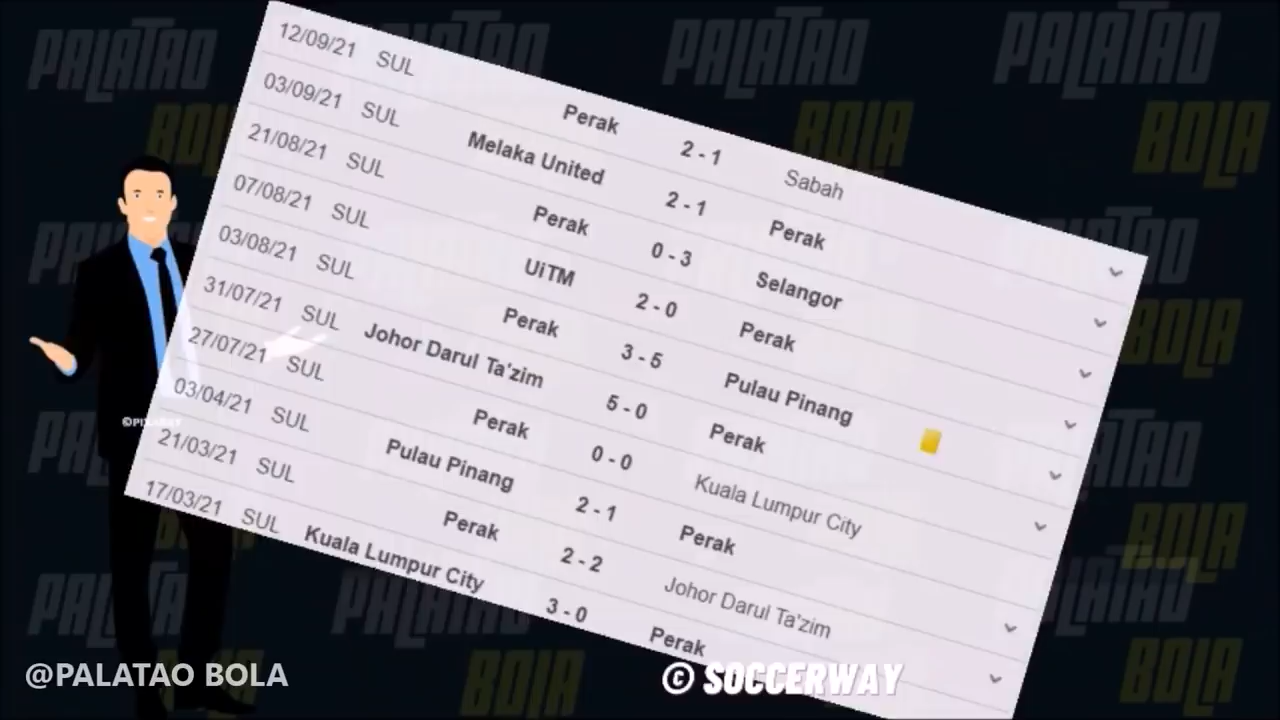 12/09/21 SUL Perak 2 - 1 Sabah
03/09/21 SUL Melaka United 2 - 1 Perak
21/08/21 SUL Perak 0 - 3 Selangor
07/08/21 SUL UiTM 2 - 0 Perak
03/08/21 SUL Perak 3 - 5 Pulau Pinang
31/07/21 SUL Johor Darul Ta'zim 5 - 0 Perak
27/07/21 SUL Perak 0 - 0 Kuala Lumpur City
03/04/21 SUL Pulau Pinang 2 - 1 Perak
21/03/21 SUL Perak 2 - 2 Johor Darul Ta'zim
17/03/21 SUL Kuala Lumpur City 3 - 0 Perak
@PALATAO BOLA
© SOCCERWAY
PALATAO
BOLA
PALATAO
BOLA
PALATAO
BOLA